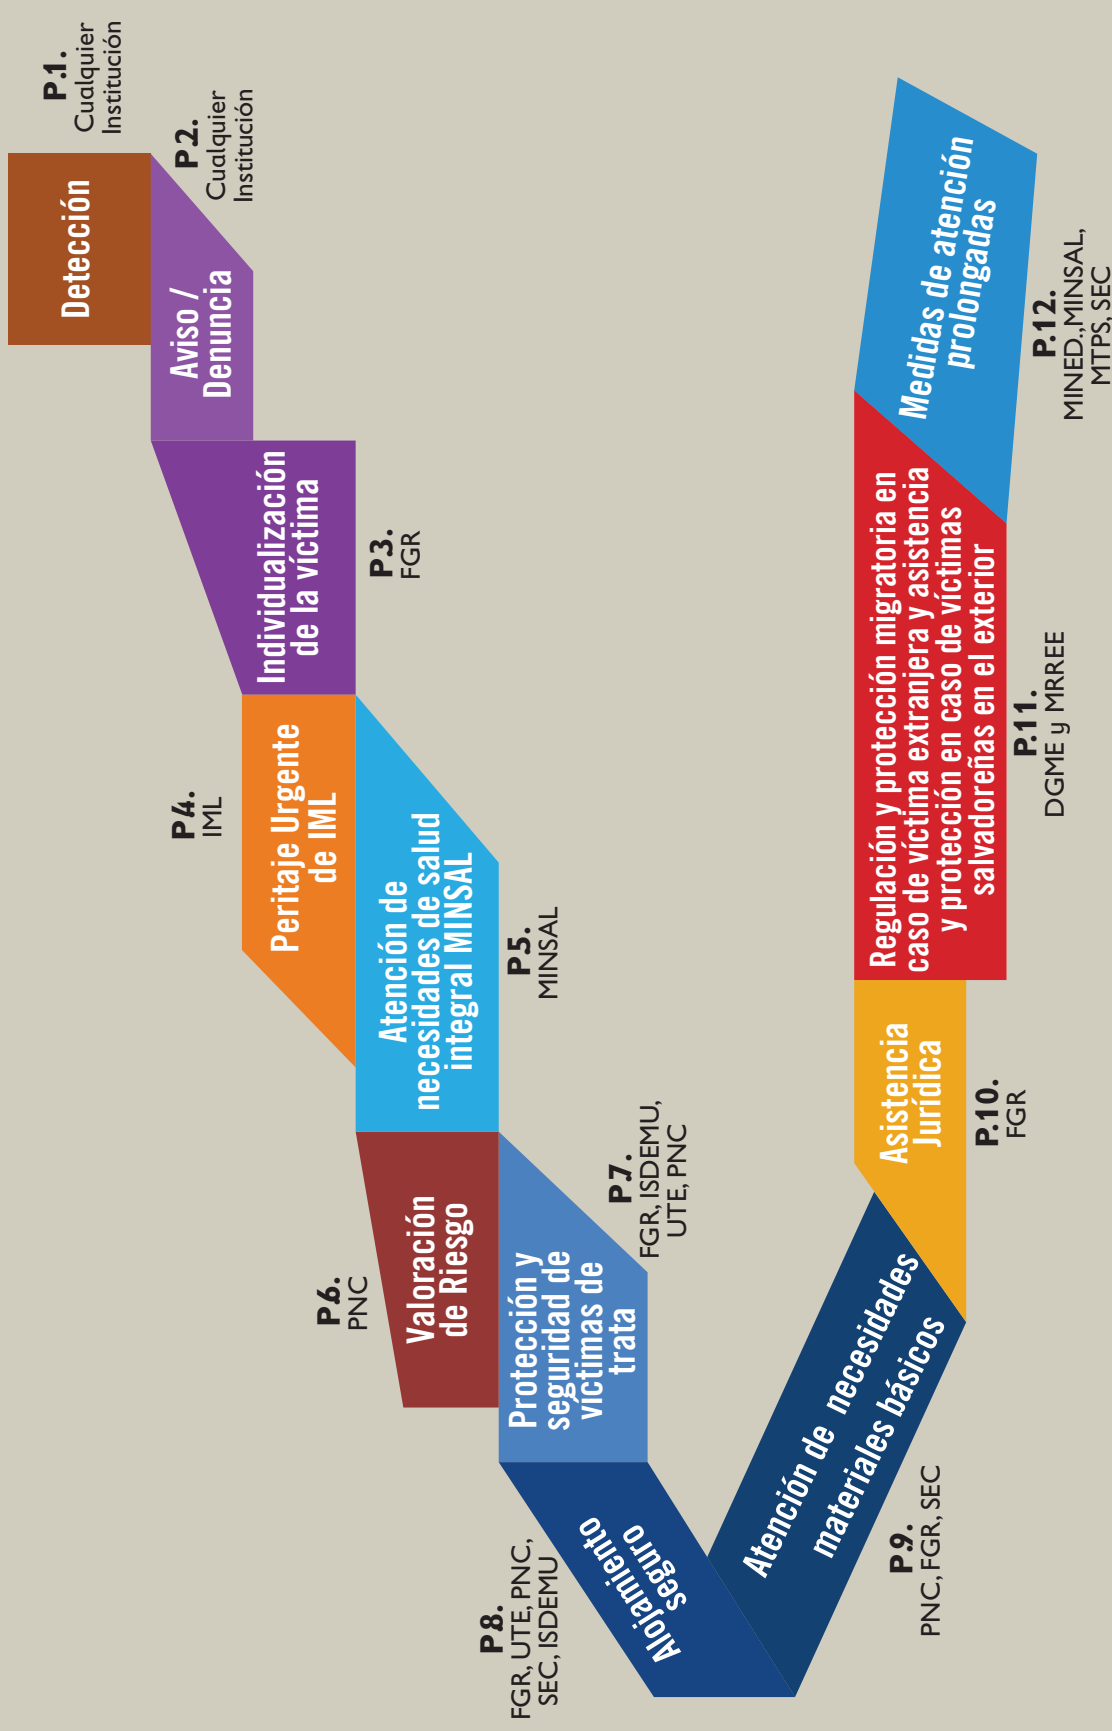 P.1.
Cualquier
Institución
Detección
P.2.
Cualquier
Institución
Aviso /
Denuncia
Individualización
de la víctima
P.3.
FGR
P.4.
IML
Peritaje Urgente
de IML
Atención de
necesidades de salud
integral MINSAL
P.5.
MINSAL
P.6.
PNC
Valoración
de Riesgo
Protección y
seguridad de
víctimas de
trata
P.7.
FGR, ISDEMU,
UTE, PNC
P.8.
FGR, UTE, PNC,
SEC, ISDEMU
Alojamiento
seguro
Atención de necesidades
materiales básicos
P.9.
PNC, FGR, SEC
Asistencia
Jurídica
P.10.
FGR
Regulación y protección migratoria en
caso de víctima extranjera y asistencia
y protección en caso de víctimas
salvadoreñas en el exterior
P.11.
DGME y MRREE
Medidas de atención
prolongadas
P.12.
MINED.,MINSAL,
MTPS, SEC